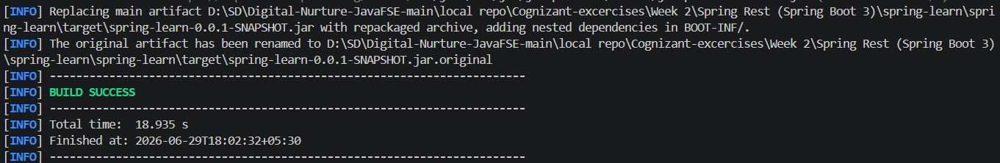 [INFO] Replacing main artifact D:\SD\Digital-Nurture-JavaFSE-main\local repo\Cognizant-excercises\Week 2\Spring Rest (Spring Boot 3)\spring-learn\spri
ng-learn\target\spring-learn-0.0.1-SNAPSHOT.jar with repackaged archive, adding nested dependencies in BOOT-INF/.
[INFO] The original artifact has been renamed to D:\SD\Digital-Nurture-JavaFSE-main\local repo\Cognizant-excercises\Week 2\Spring Rest (Spring Boot 3)
\spring-learn\spring-learn\target\spring-learn-0.0.1-SNAPSHOT.jar.original
[INFO] ------------------------------------------------------------------------
[INFO] BUILD SUCCESS
[INFO] ------------------------------------------------------------------------
[INFO] Total time:  18.935 s
[INFO] Finished at: 2026-06-29T18:02:32+05:30
[INFO] ------------------------------------------------------------------------